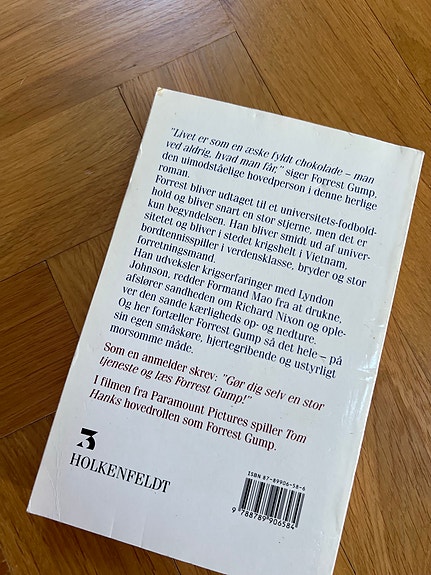 "Livet er som en æske fyldt chokolade – man
ved aldrig, hvad man får," siger Forrest Gump,
den uimodståelige hovedperson i denne herlige
roman.
Forrest bliver udtaget til et universitets-fodbold-
hold og bliver snart en stor stjerne, men det er
kun begyndelsen. Han bliver smidt ud af univer-
sitetet og bliver i stedet krigshelt i Vietnam,
bordtennisspiller i verdensklasse, bryder og stor
forretningsmand.
Han udveksler krigserfaringer med Lyndon
Johnson, redder Formand Mao fra at drukne,
afslører sandheden om Richard Nixon og ople-
ver den sande kærligheds op- og nedture.
Og her fortæller Forrest Gump så det hele – på
sin egen småskøre, hjertegribende og ustyrligt
morsomme måde.
Som en anmelder skrev: "Gør dig selv en stor
tjeneste og læs Forrest Gump!"
I filmen fra Paramount Pictures spiller Tom
Hanks hovedrollen som Forrest Gump.
3
HOLKENFELDT
ISBN 87-89906-58-6
9 788789 906584